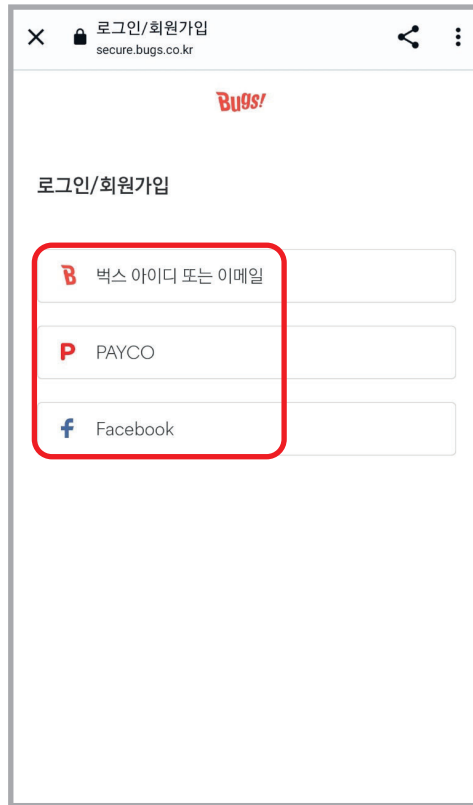 로그인/회원가입
secure.bugs.co.kr
Bugs!
로그인/회원가입
벅스 아이디 또는 이메일
PAYCO
Facebook